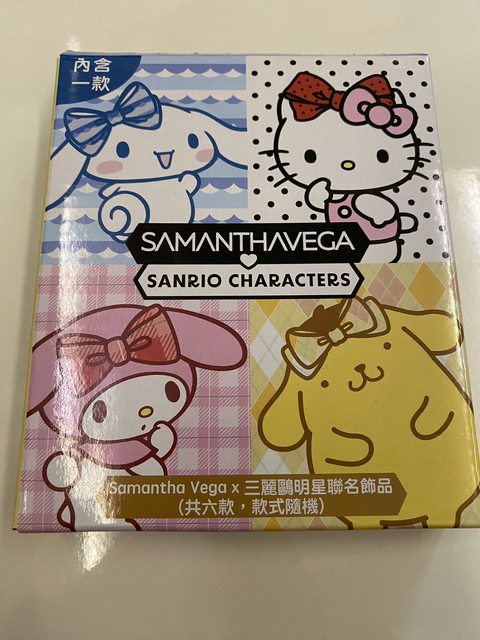 內含
一款
SAMANTHAVEGA
SANRIO CHARACTERS
Samantha Vega x 三麗鷗明星聯名飾品
(共六款，款式隨機)